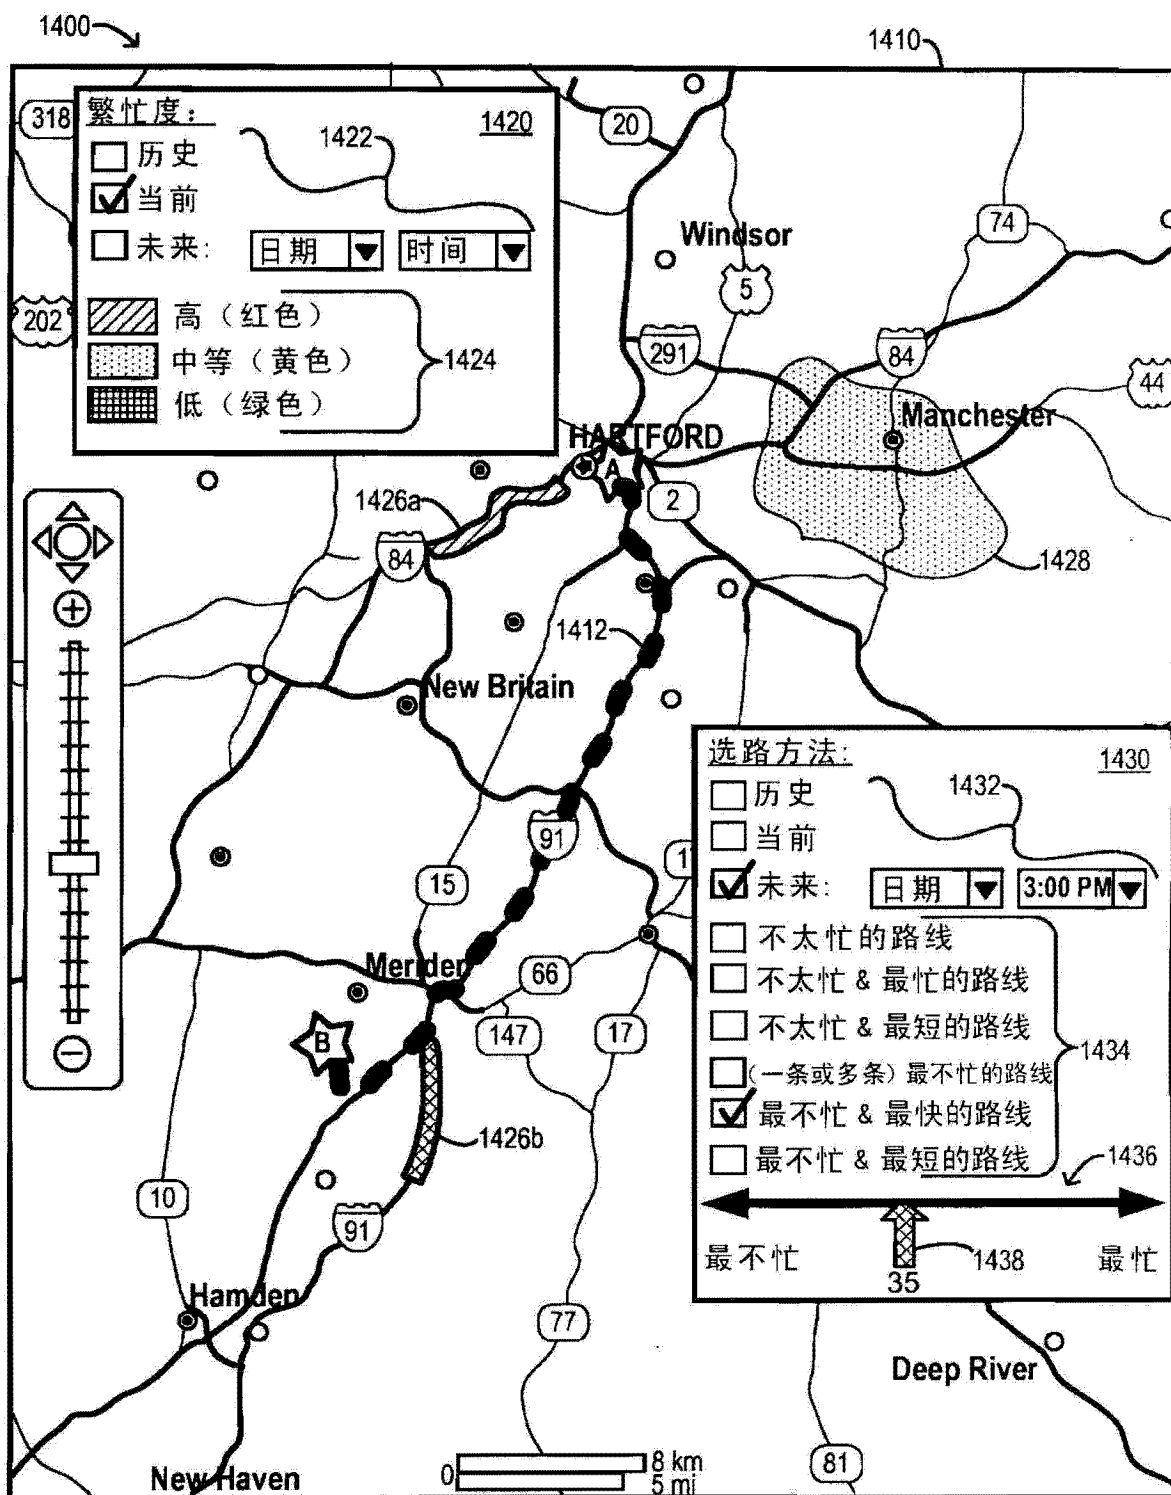 1400
1410
318
繁忙度：
1420
1422
历史
当前
未来:
日期
时间
高（红色）
中等（黄色）
低（绿色）
1424
20
Windsor
74
5
202
291
84
44
Manchester
HARTFORD
A
2
1426a
84
1428
1412
New Britain
选路方法:
1430
1432
历史
当前
未来:
日期
3:00 PM
91
15
不太忙的路线
不太忙 & 最忙的路线
不太忙 & 最短的路线
(一条或多条）最不忙的路线
最不忙 & 最快的路线
最不忙 & 最短的路线
1434
1436
最不忙
最忙
1438
35
Meriden
66
B
147
17
1426b
10
91
Hamden
77
Deep River
New Haven
0
8 km
5 mi
81